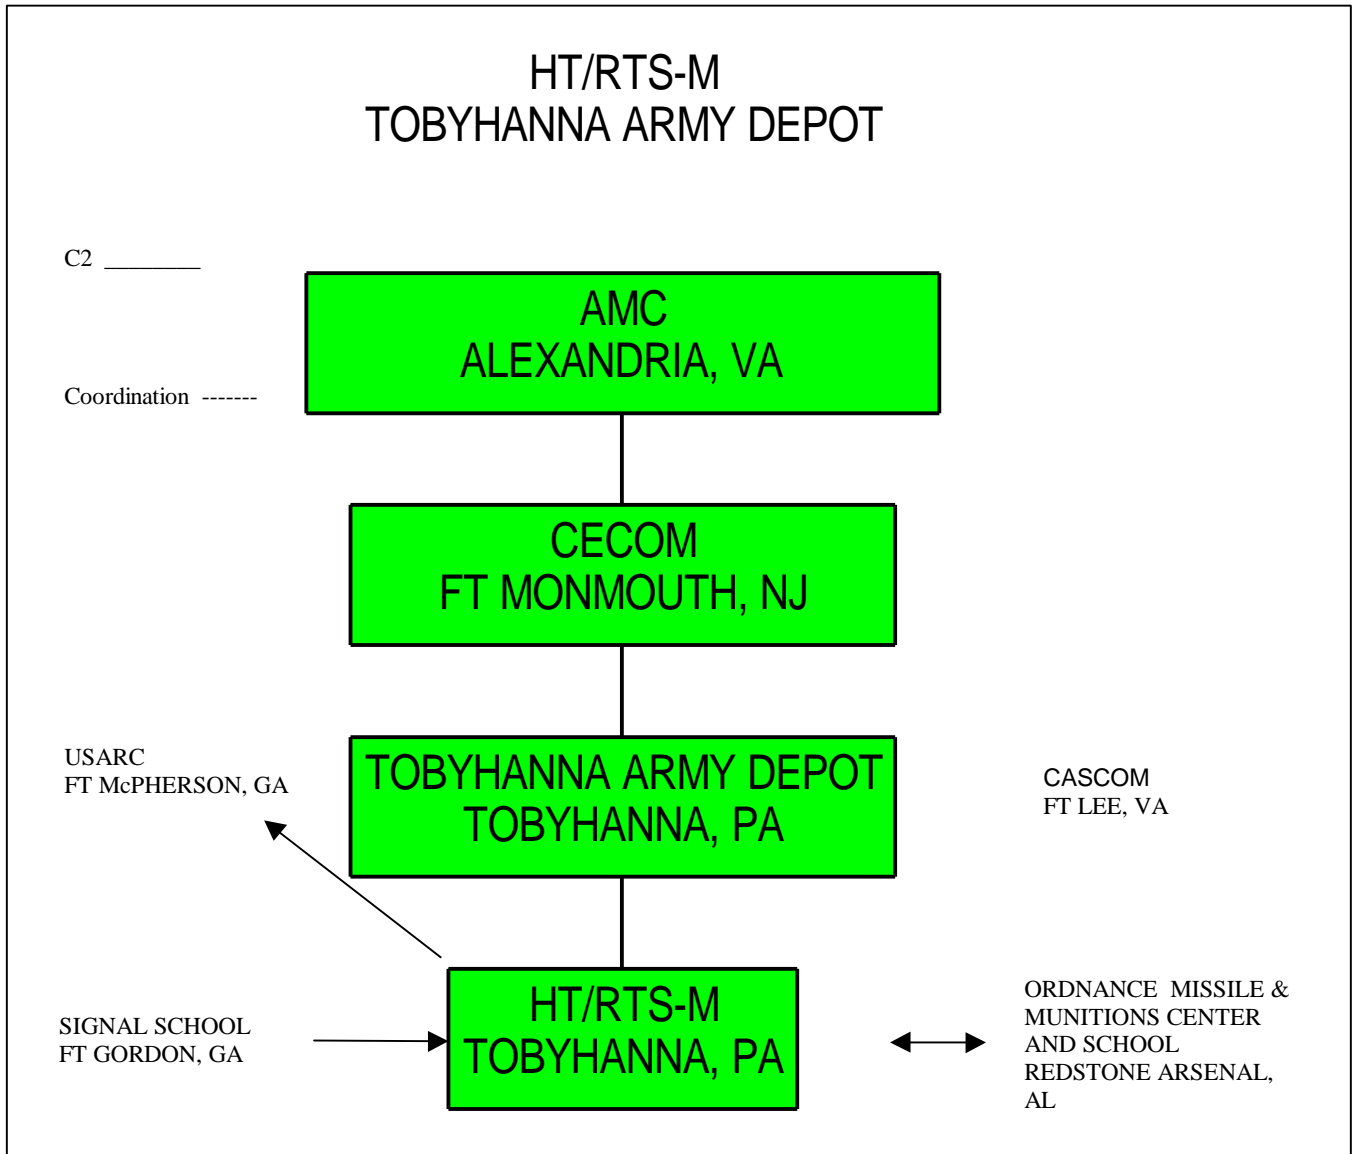 HT/RTS-M
TOBYHANNA ARMY DEPOT
C2 ________
AMC
ALEXANDRIA, VA
Coordination -------
CECOM
FT MONMOUTH, NJ
USARC
FT McPHERSON, GA
TOBYHANNA ARMY DEPOT
TOBYHANNA, PA
CASCOM
FT LEE, VA
SIGNAL SCHOOL
FT GORDON, GA
HT/RTS-M
TOBYHANNA, PA
ORDNANCE MISSILE &
MUNITIONS CENTER
AND SCHOOL
REDSTONE ARSENAL,
AL